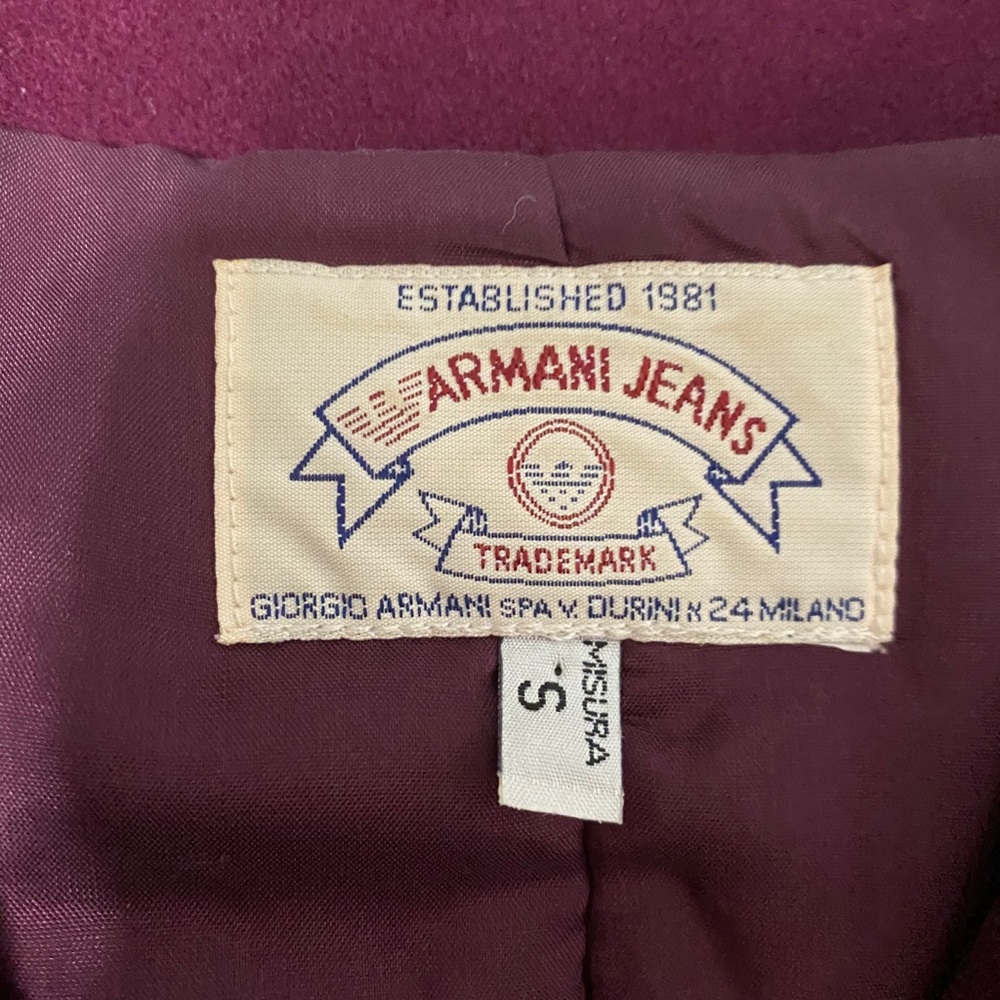 ESTABLISHED 1981
ARMANI JEANS
TRADEMARK
GIORGIO ARMANI SPA V. DURINI N 24 MILANO
MISURA
S